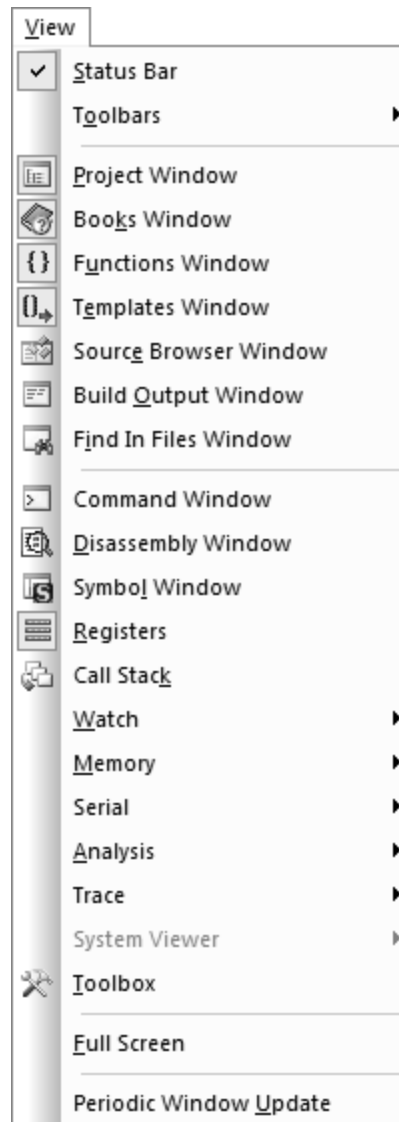 View
Status Bar
Toolbars
Project Window
Books Window
Functions Window
Templates Window
Source Browser Window
Build Output Window
Find In Files Window
Command Window
Disassembly Window
Symbol Window
Registers
Call Stack
Watch
Memory
Serial
Analysis
Trace
System Viewer
Toolbox
Full Screen
Periodic Window Update